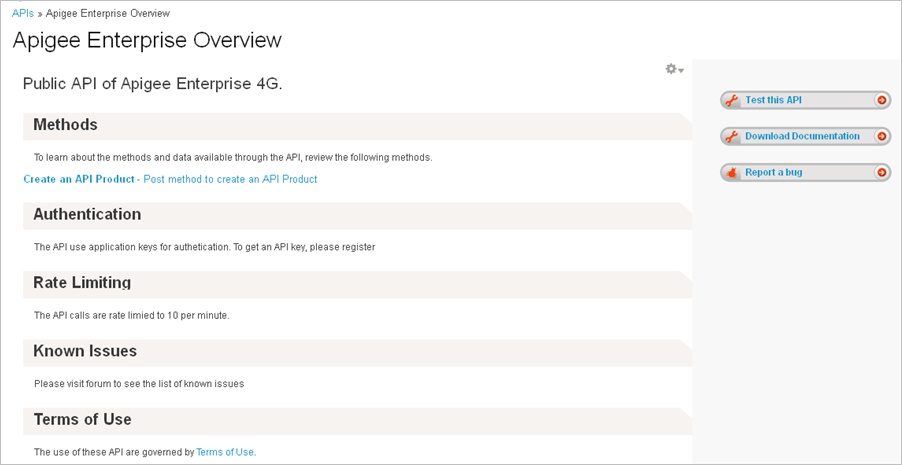 APIs » Apigee Enterprise Overview
Apigee Enterprise Overview
Public API of Apigee Enterprise 4G.
Methods
To learn about the methods and data available through the API, review the following methods.
Create an API Product - Post method to create an API Product
Authentication
The API use application keys for authetication. To get an API key, please register
Rate Limiting
The API calls are rate limied to 10 per minute.
Known Issues
Please visit forum to see the list of known issues
Terms of Use
The use of these API are governed by Terms of Use.
Test this API
Download Documentation
Report a bug